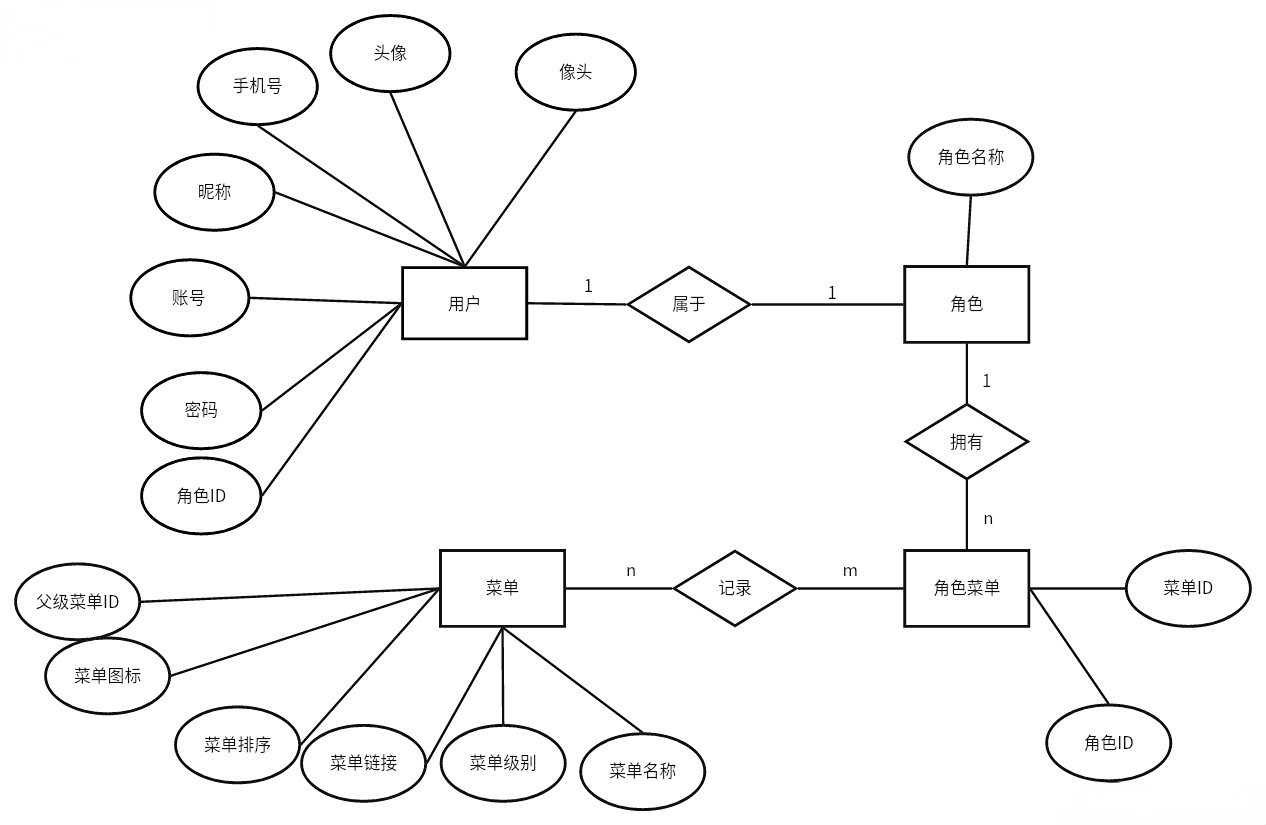 头像
像头
手机号
角色名称
昵称
账号
用户
1
属于
1
角色
1
密码
拥有
角色ID
n
父级菜单ID
菜单
n
记录
m
角色菜单
菜单ID
菜单图标
菜单排序
菜单链接
菜单级别
菜单名称
角色ID